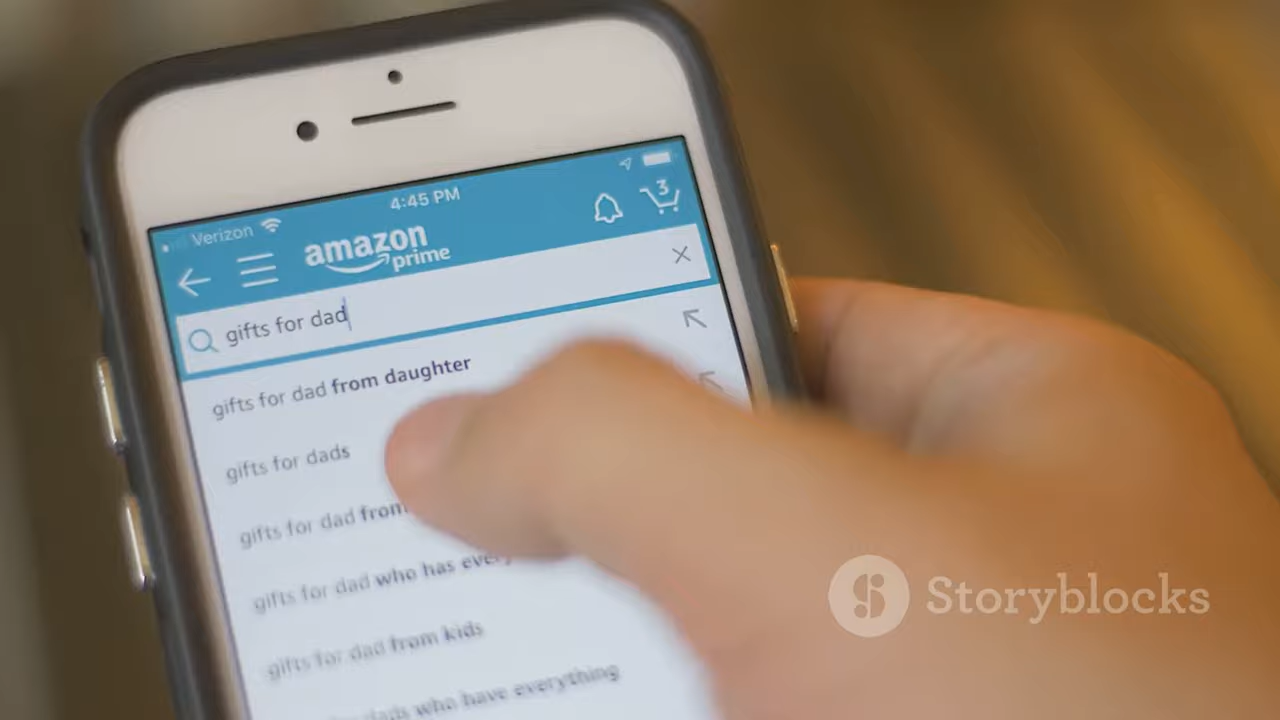 Verizon 4:45 PM
amazon prime
3
gifts for dad
gifts for dad from daughter
gifts for dads
gifts for dad from
gifts for dad who has
gifts for dad from kids
dads who have everything
Storyblocks